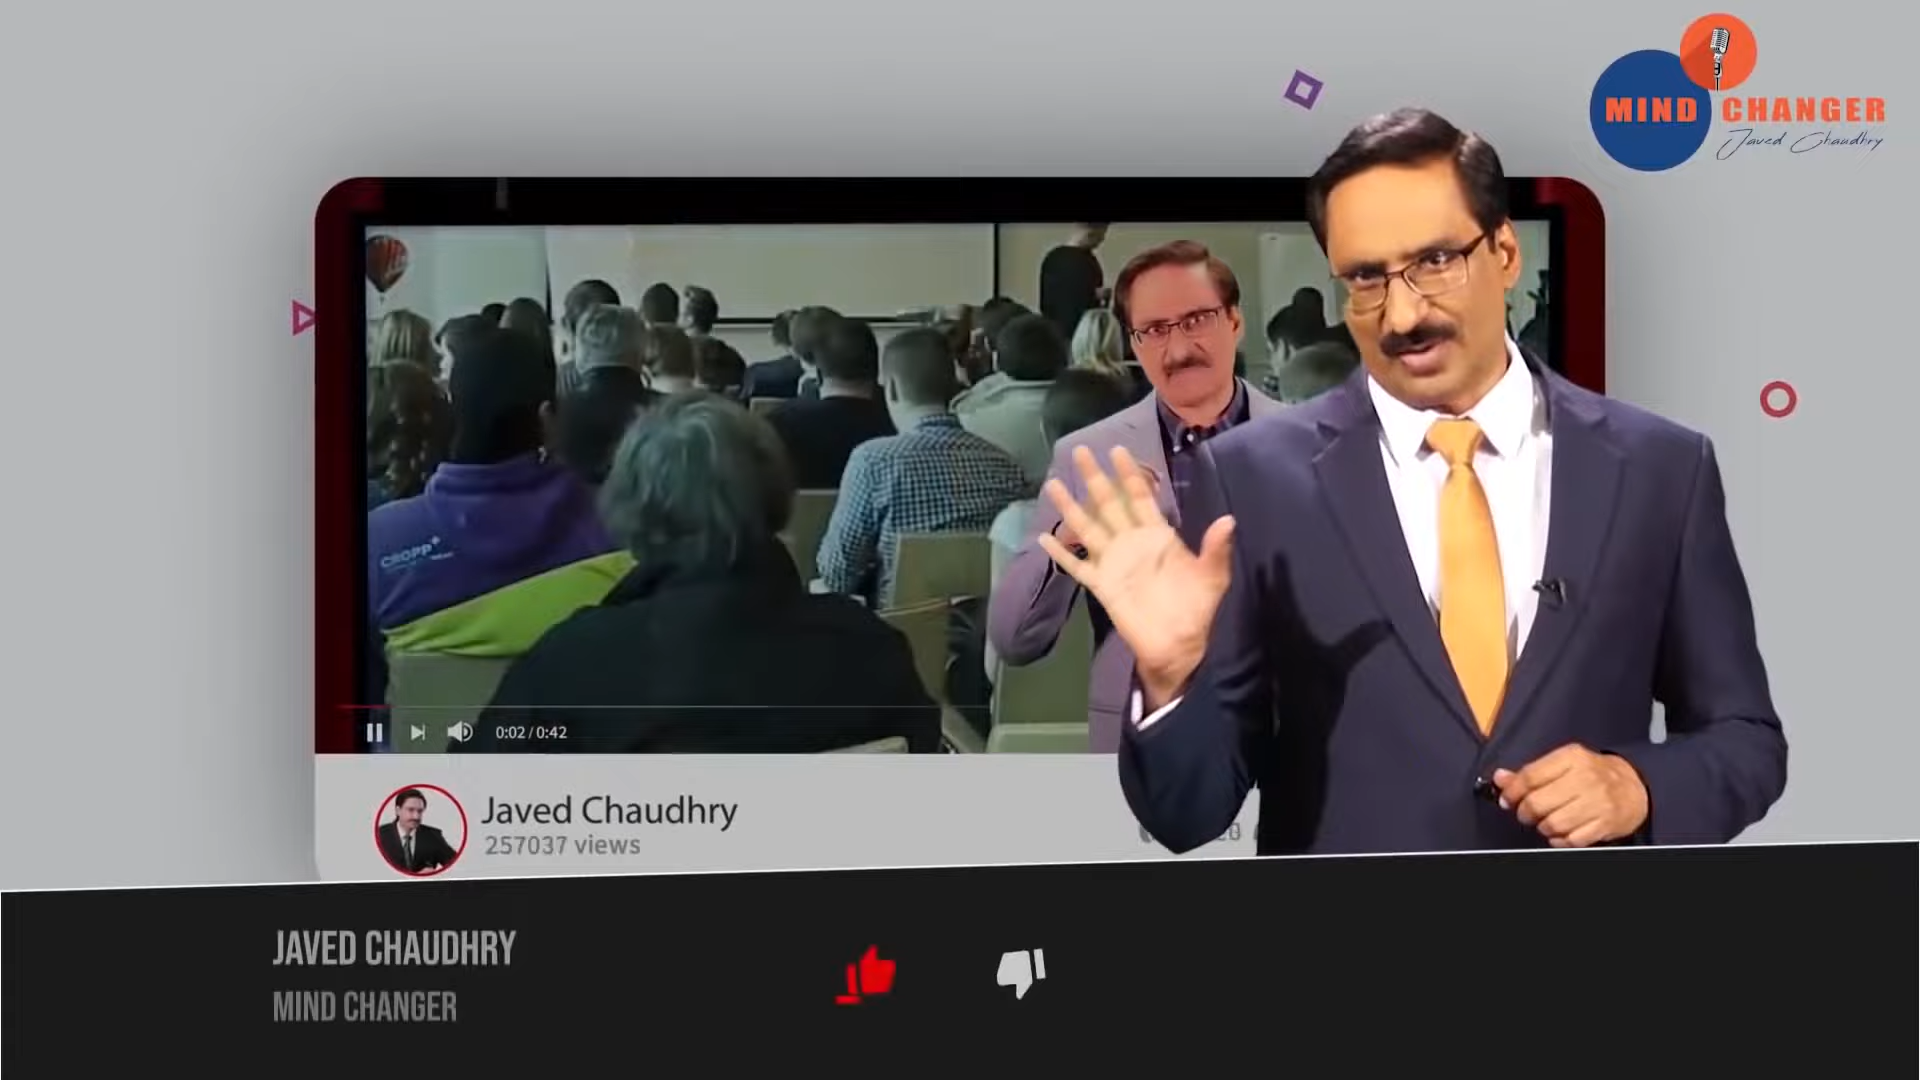 MIND CHANGER
Javed Chaudhry
CROPP
0:02 / 0:42
Javed Chaudhry
257037 views
JAVED CHAUDHRY
MIND CHANGER